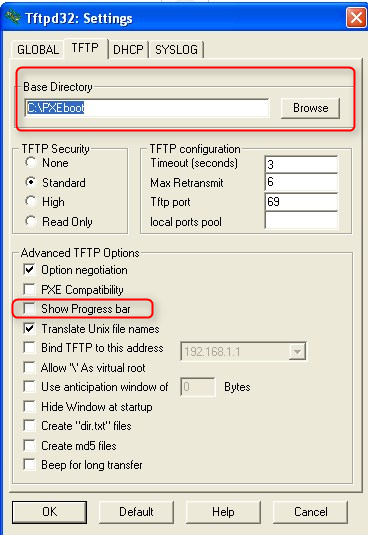 Tftpd32: Settings
GLOBAL TFTP DHCP SYSLOG
Base Directory
C:\PXEboot Browse
TFTP Security
None
Standard
High
Read Only
TFTP configuration
Timeout (seconds) 3
Max Retransmit 6
Tftp port 69
local ports pool
Advanced TFTP Options
Option negotiation
PXE Compatibility
Show Progress bar
Translate Unix file names
Bind TFTP to this address 192.168.1.1
Allow '\' As virtual root
Use anticipation window of 0 Bytes
Hide Window at startup
Create "dir.txt" files
Create md5 files
Beep for long transfer
OK Default Help Cancel